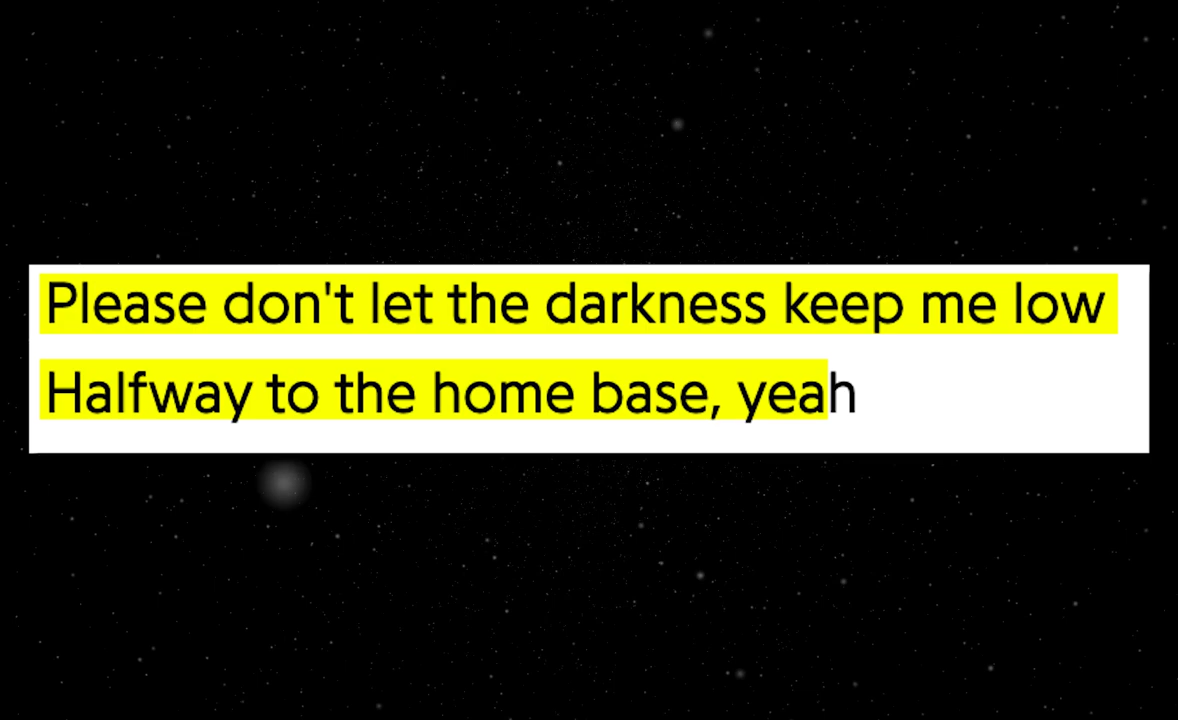 Please don't let the darkness keep me low
Halfway to the home base, yeah